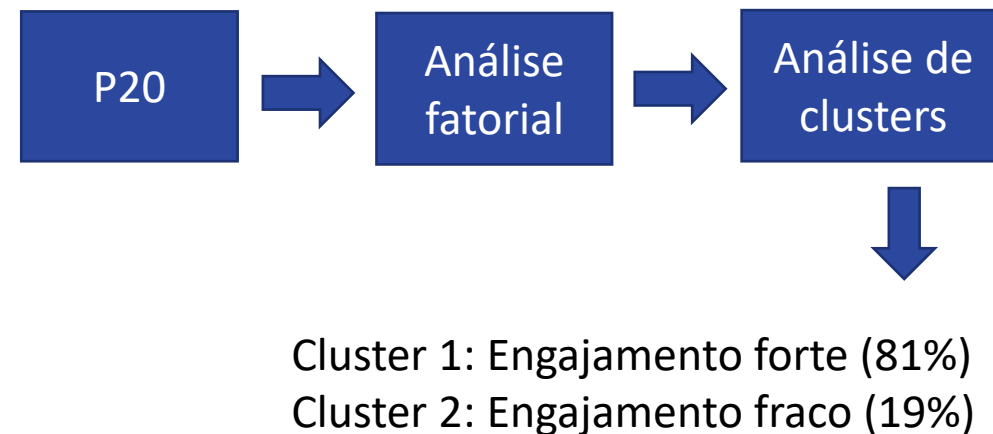 P20
Análise
fatorial
Análise de
clusters
Cluster 1: Engajamento forte (81%)
Cluster 2: Engajamento fraco (19%)